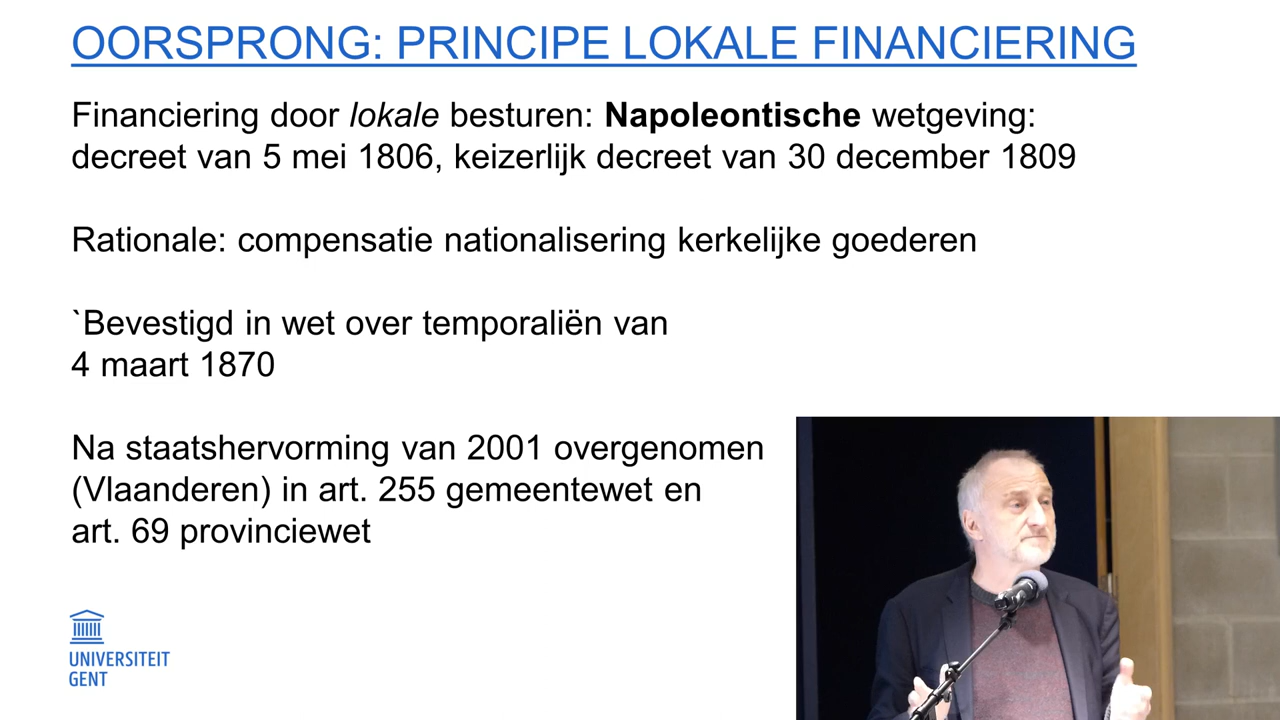 OORSPRONG: PRINCIPE LOKALE FINANCIERING
Financiering door lokale besturen: Napoleontische wetgeving:
decreet van 5 mei 1806, keizerlijk decreet van 30 december 1809
Rationale: compensatie nationalisering kerkelijke goederen
`Bevestigd in wet over temporaliën van
4 maart 1870
Na staatshervorming van 2001 overgenomen
(Vlaanderen) in art. 255 gemeentewet en
art. 69 provinciewet
UNIVERSITEIT
GENT